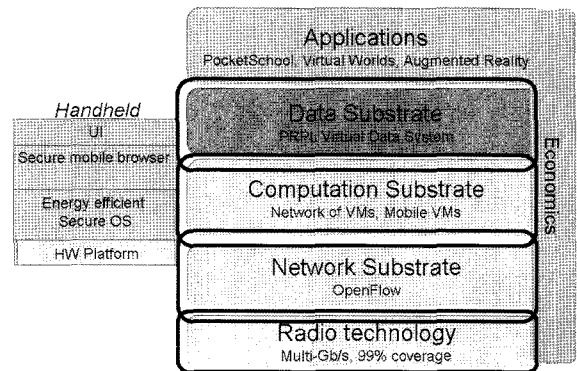 Applications
PocketSchool, Virtual Worlds, Augmented Reality
Handheld
UI
Secure mobile browser
Energy efficient
Secure OS
HW Platform
Data Substrate
PRPL Virtual Data System
Computation Substrate
Network of VMs, Mobile VMs
Network Substrate
OpenFlow
Radio technology
Multi-Gb/s, 99% coverage
Economics